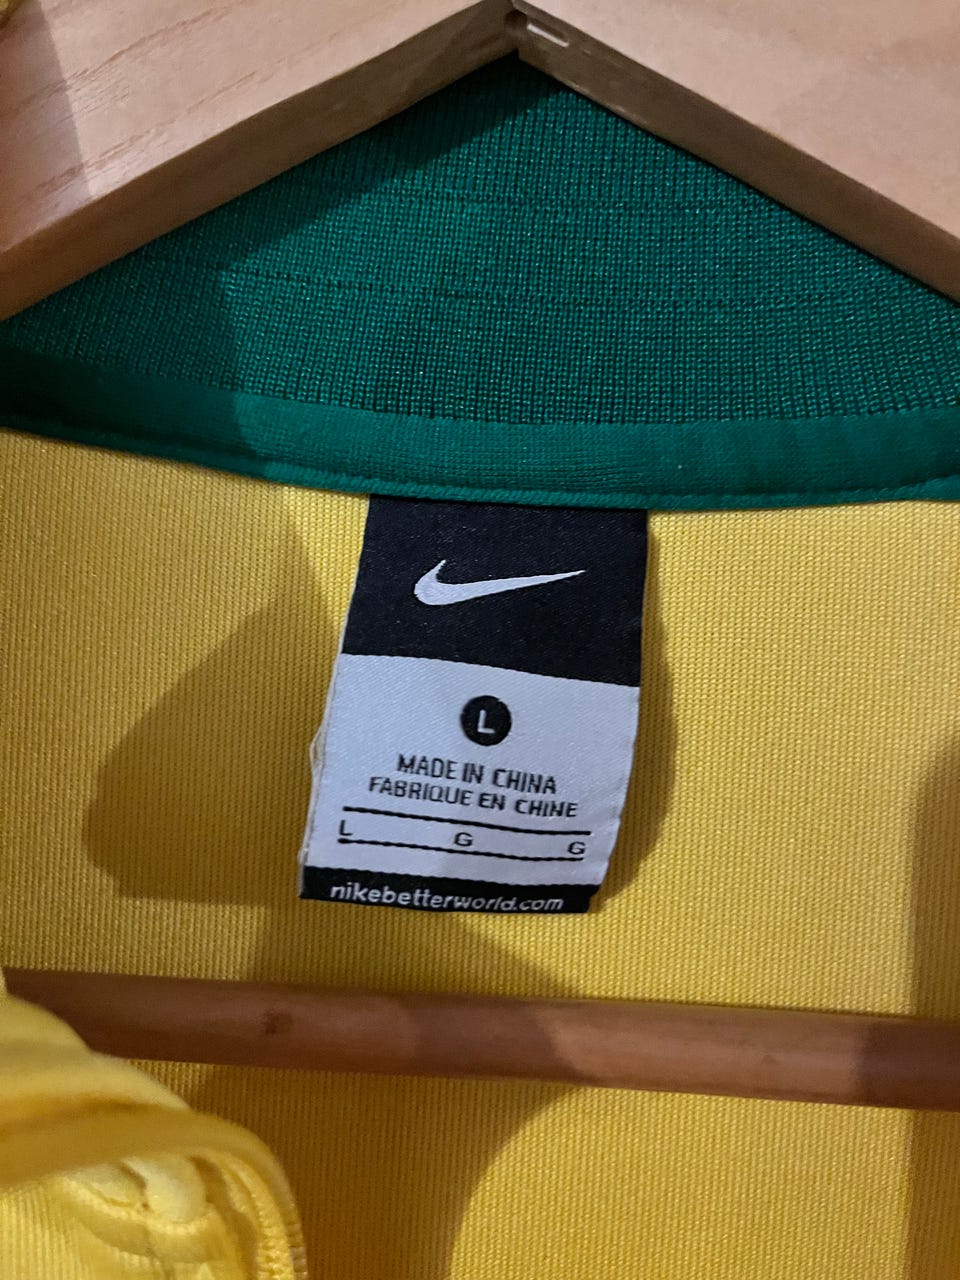 L
MADE IN CHINA
FABRIQUE EN CHINE
L G G
nikebetterworld.com